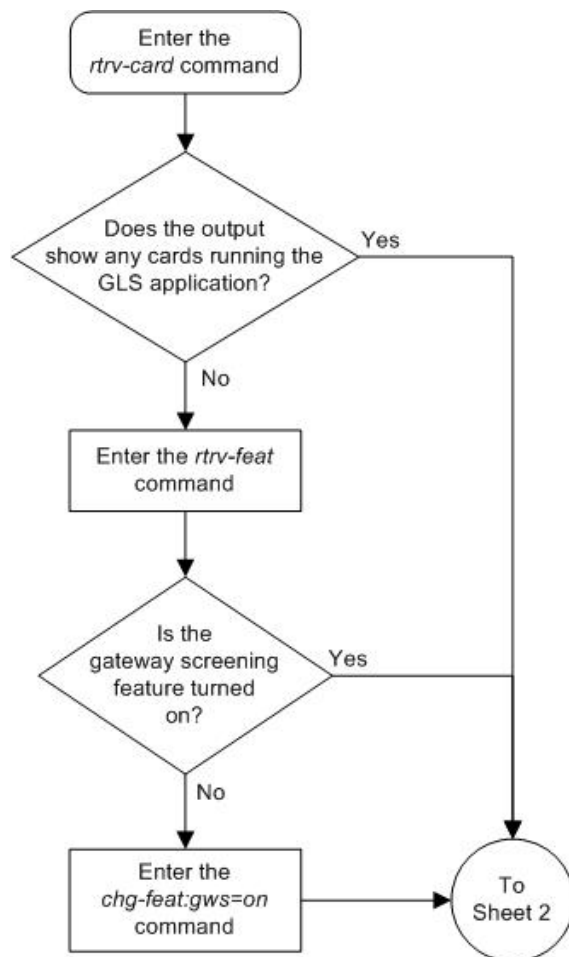 Enter the
rtrv-card command
Does the output
show any cards running the
GLS application?
Yes
No
Enter the rtrv-feat
command
Is the
gateway screening
feature turned
on?
Yes
No
Enter the
chg-feat:gws=on
command
To
Sheet 2